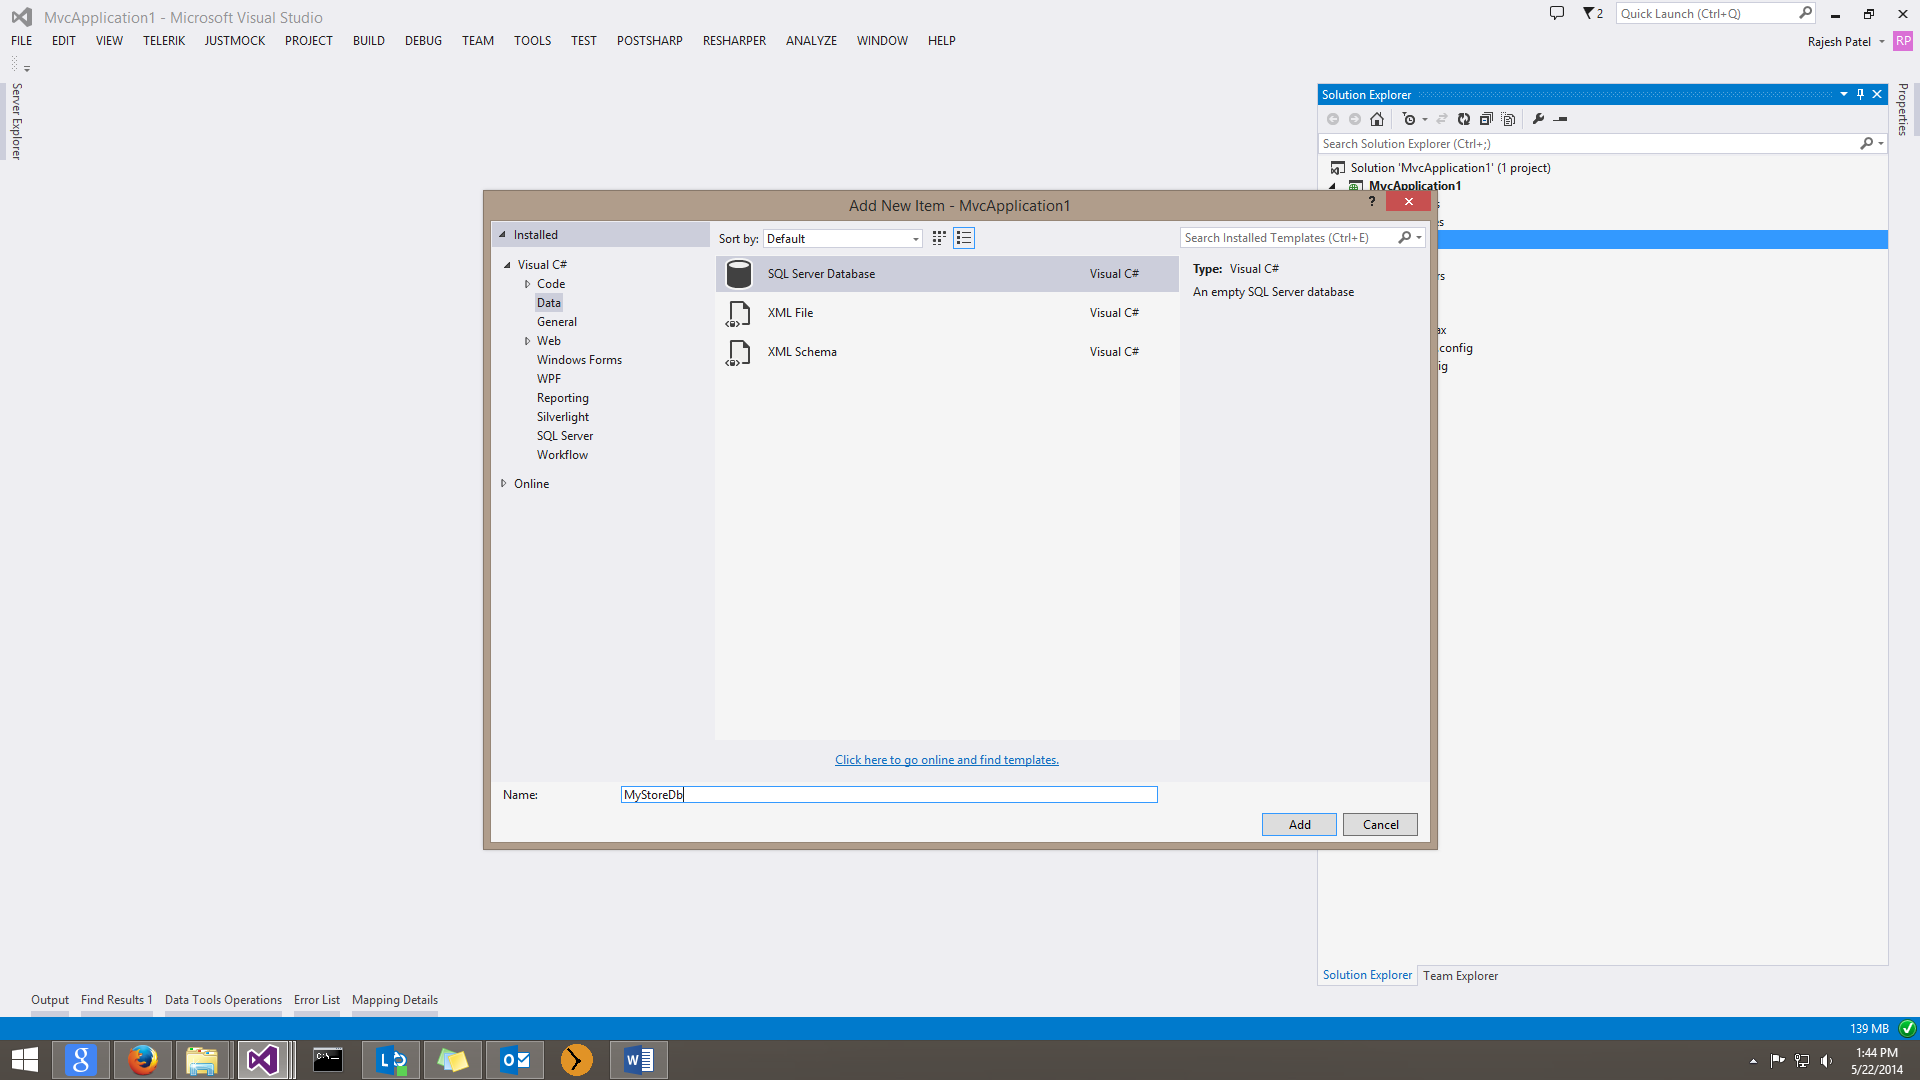 MvcApplication1 - Microsoft Visual Studio
2
Quick Launch (Ctrl+Q)
FILE EDIT VIEW TELERIK JUSTMOCK PROJECT BUILD DEBUG TEAM TOOLS TEST POSTSHARP RESHARPER ANALYZE WINDOW HELP
Rajesh Patel RP
Server Explorer
Properties
Solution Explorer
Search Solution Explorer (Ctrl+;)
Solution 'MvcApplication1' (1 project)
MvcApplication1
Add New Item - MvcApplication1
?
Installed
Sort by: Default
Search Installed Templates (Ctrl+E)
Visual C#
Code
Data
General
Web
Windows Forms
WPF
Reporting
Silverlight
SQL Server
Workflow
Online
SQL Server Database Visual C#
XML File Visual C#
XML Schema Visual C#
Type: Visual C#
An empty SQL Server database
rs
ax
.config
ig
Click here to go online and find templates.
Name: MyStoreDb
Add Cancel
Solution Explorer Team Explorer
Output Find Results 1 Data Tools Operations Error List Mapping Details
139 MB
1:44 PM
5/22/2014